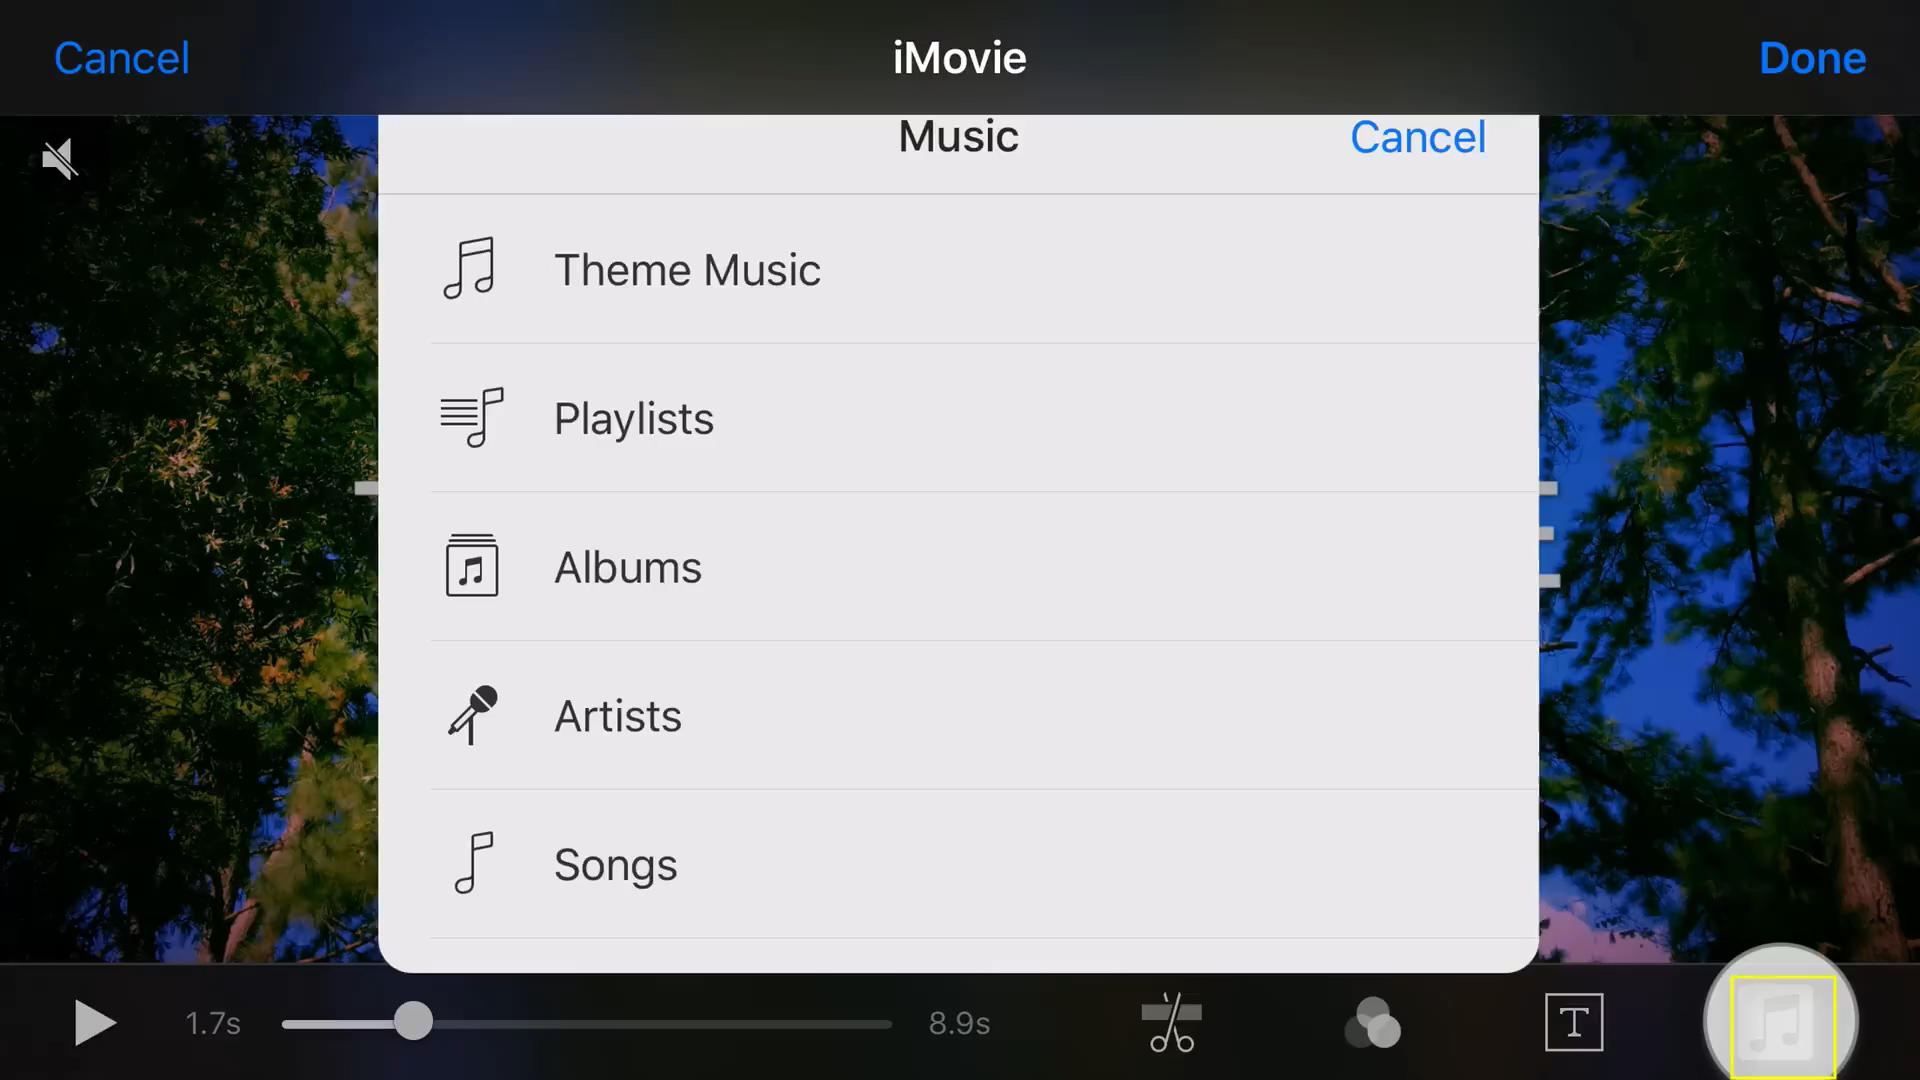 Cancel
iMovie
Done
Music
Cancel
Theme Music
Playlists
Albums
Artists
Songs
1.7s
8.9s
T